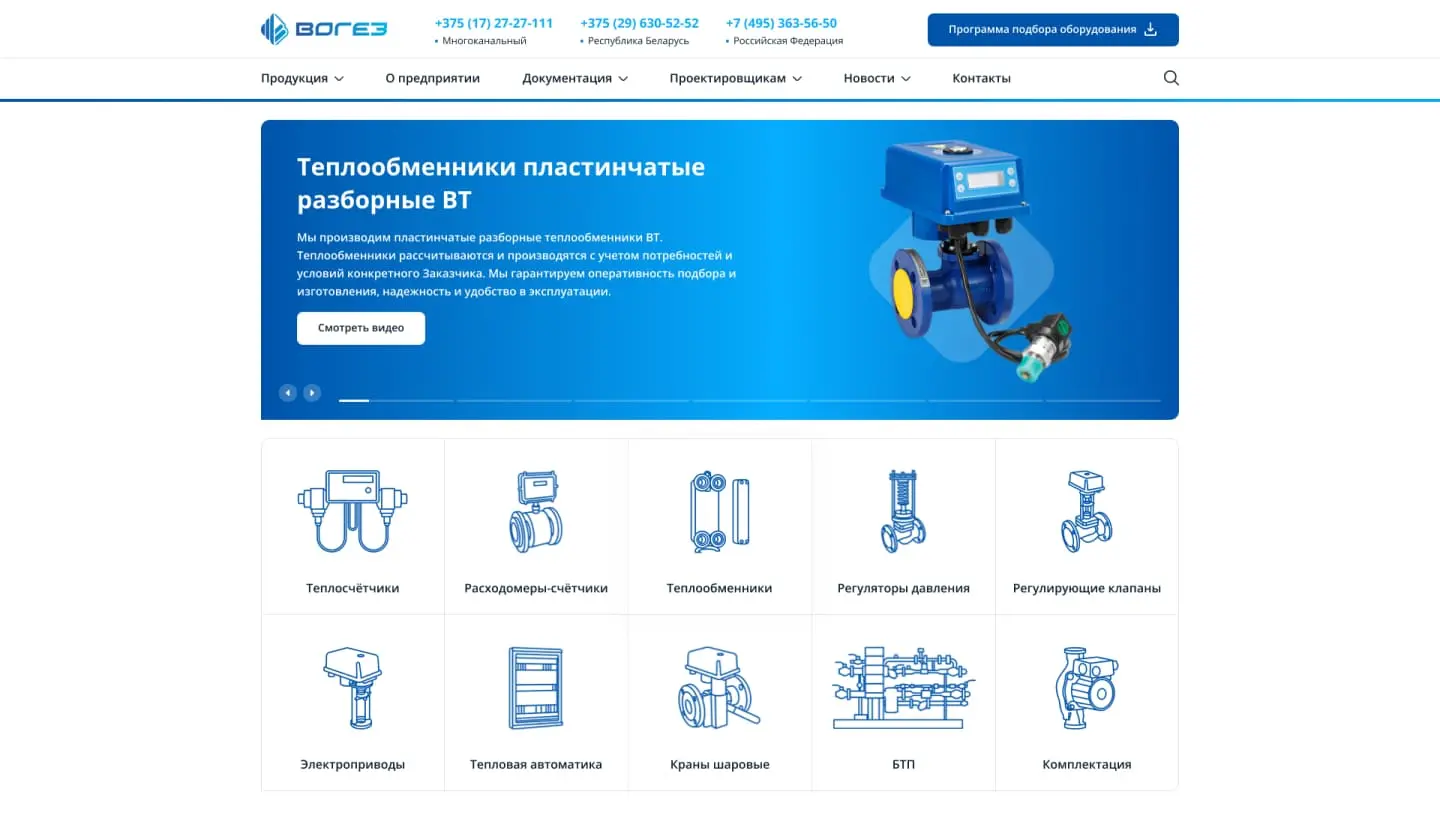 ВОГЕЗ
+375 (17) 27-27-111
• Многоканальный
+375 (29) 630-52-52
• Республика Беларусь
+7 (495) 363-56-50
• Российская Федерация
Программа подбора оборудования
Продукция
О предприятии
Документация
Проектировщикам
Новости
Контакты
Теплообменники пластинчатые
разборные ВТ
Мы производим пластинчатые разборные теплообменники ВТ.
Теплообменники рассчитываются и производятся с учетом потребностей и
условий конкретного Заказчика. Мы гарантируем оперативность подбора и
изготовления, надежность и удобство в эксплуатации.
Смотреть видео
Теплосчётчики
Расходомеры-счётчики
Теплообменники
Регуляторы давления
Регулирующие клапаны
Электроприводы
Тепловая автоматика
Краны шаровые
БТП
Комплектация